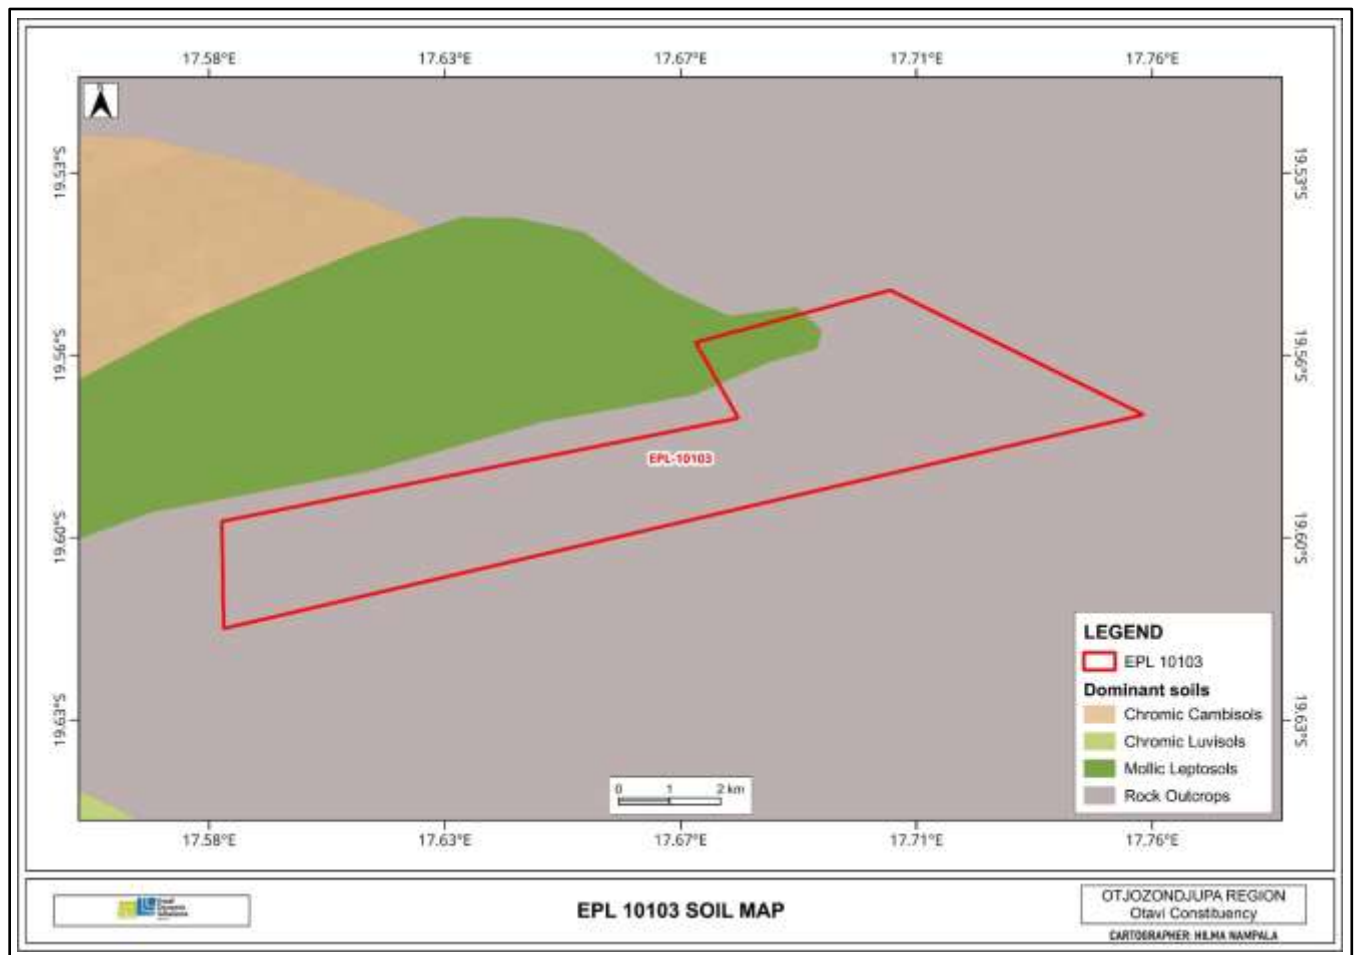 17.58°E 17.63°E 17.67°E 17.71°E 17.76°E
19.53°S 19.53°S
19.56°S 19.56°S
EPL-10103
19.60°S 19.60°S
LEGEND
EPL 10103
Dominant soils
Chromic Cambisols
Chromic Luvisols
Mollic Leptosols
Rock Outcrops
19.63°S 19.63°S
0 1 2 km
17.58°E 17.63°E 17.67°E 17.71°E 17.76°E
EPL 10103 SOIL MAP
OTJOZONDJUPA REGION
Otavi Constituency
CARTOGRAPHER: HILMA NAMPALA